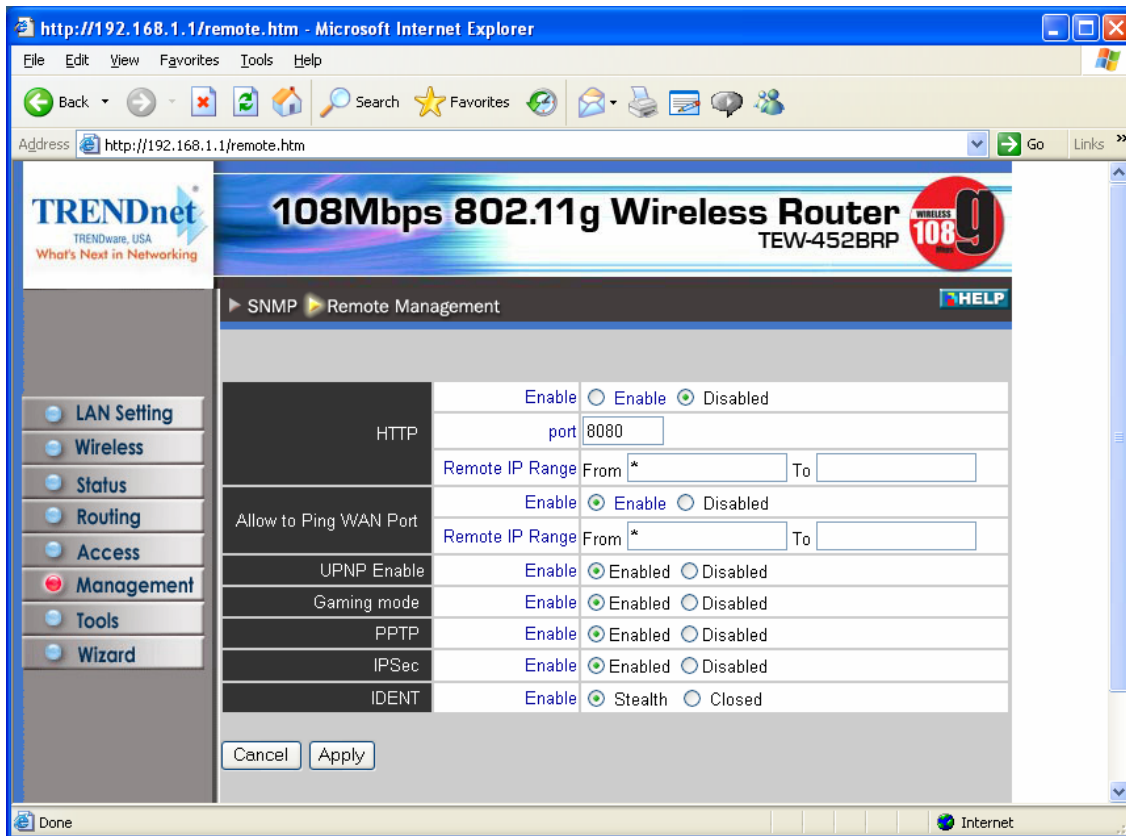 http://192.168.1.1/remote.htm - Microsoft Internet Explorer
File Edit View Favorites Tools Help
Back Search Favorites
Address http://192.168.1.1/remote.htm Go Links »
TRENDnet
TRENDware, USA
What's Next in Networking
108Mbps 802.11g Wireless Router
TEW-452BRP
WIRELESS
108
Mbps
g
SNMP Remote Management HELP
LAN Setting
Wireless
Status
Routing
Access
Management
Tools
Wizard
HTTP
Enable Enable Disabled
port 8080
Remote IP Range From * To
Allow to Ping WAN Port
Enable Enable Disabled
Remote IP Range From * To
UPNP Enable Enable Enabled Disabled
Gaming mode Enable Enabled Disabled
PPTP Enable Enabled Disabled
IPSec Enable Enabled Disabled
IDENT Enable Stealth Closed
Cancel Apply
Done Internet